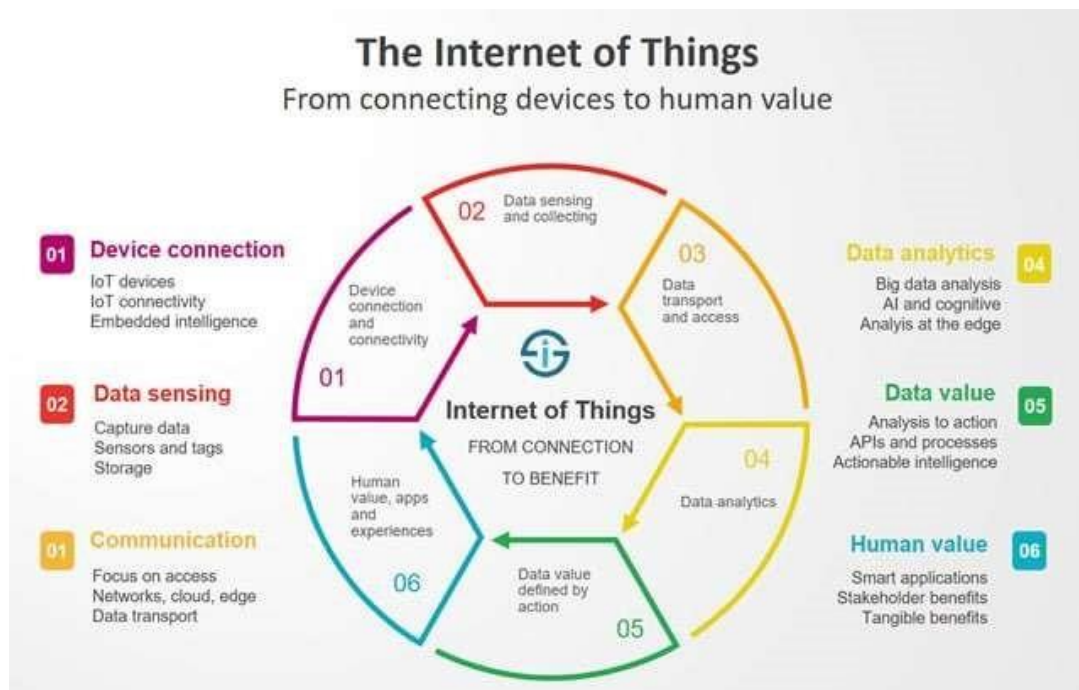 The Internet of Things
From connecting devices to human value
01
Device connection
IoT devices
IoT connectivity
Embedded intelligence
02
Data sensing
Capture data
Sensors and tags
Storage
01
Communication
Focus on access
Networks, cloud, edge
Data transport
01
Device
connection
and
connectivity
02
Data sensing
and collecting
03
Data
transport
and access
04
Data analytics
05
Data value
defined by
action
06
Human
value, apps
and
experiences
Internet of Things
FROM CONNECTION
TO BENEFIT
Data analytics
04
Big data analysis
AI and cognitive
Analyis at the edge
Data value
05
Analysis to action
APIs and processes
Actionable intelligence
Human value
06
Smart applications
Stakeholder benefits
Tangible benefits